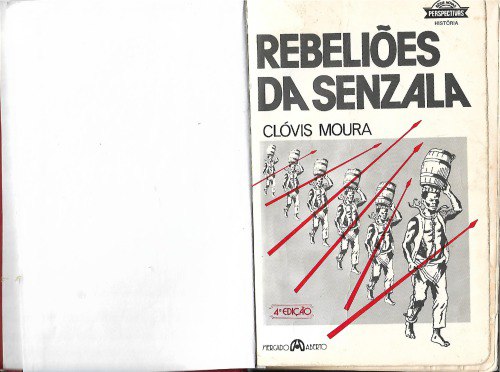 PERSPECTIVAS
HISTÓRIA
REBELIÕES
DA SENZALA
CLÓVIS MOURA
4ª EDIÇÃO
MERCADO ABERTO